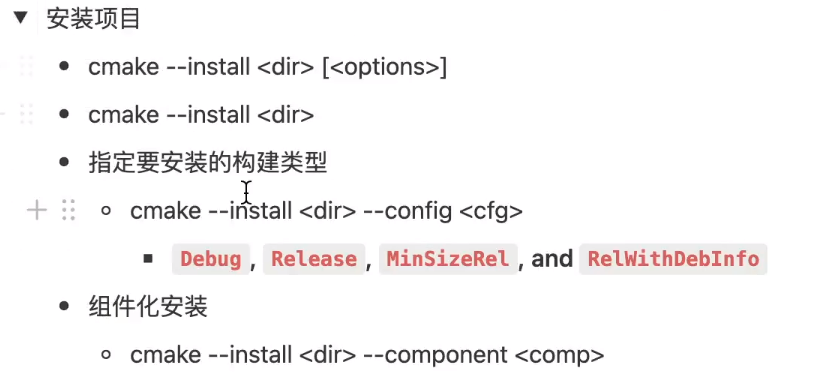 安装项目
cmake --install <dir> [<options>]
cmake --install <dir>
指定要安装的构建类型
cmake --install <dir> --config <cfg>
Debug, Release, MinSizeRel, and RelWithDebInfo
组件化安装
cmake --install <dir> --component <comp>